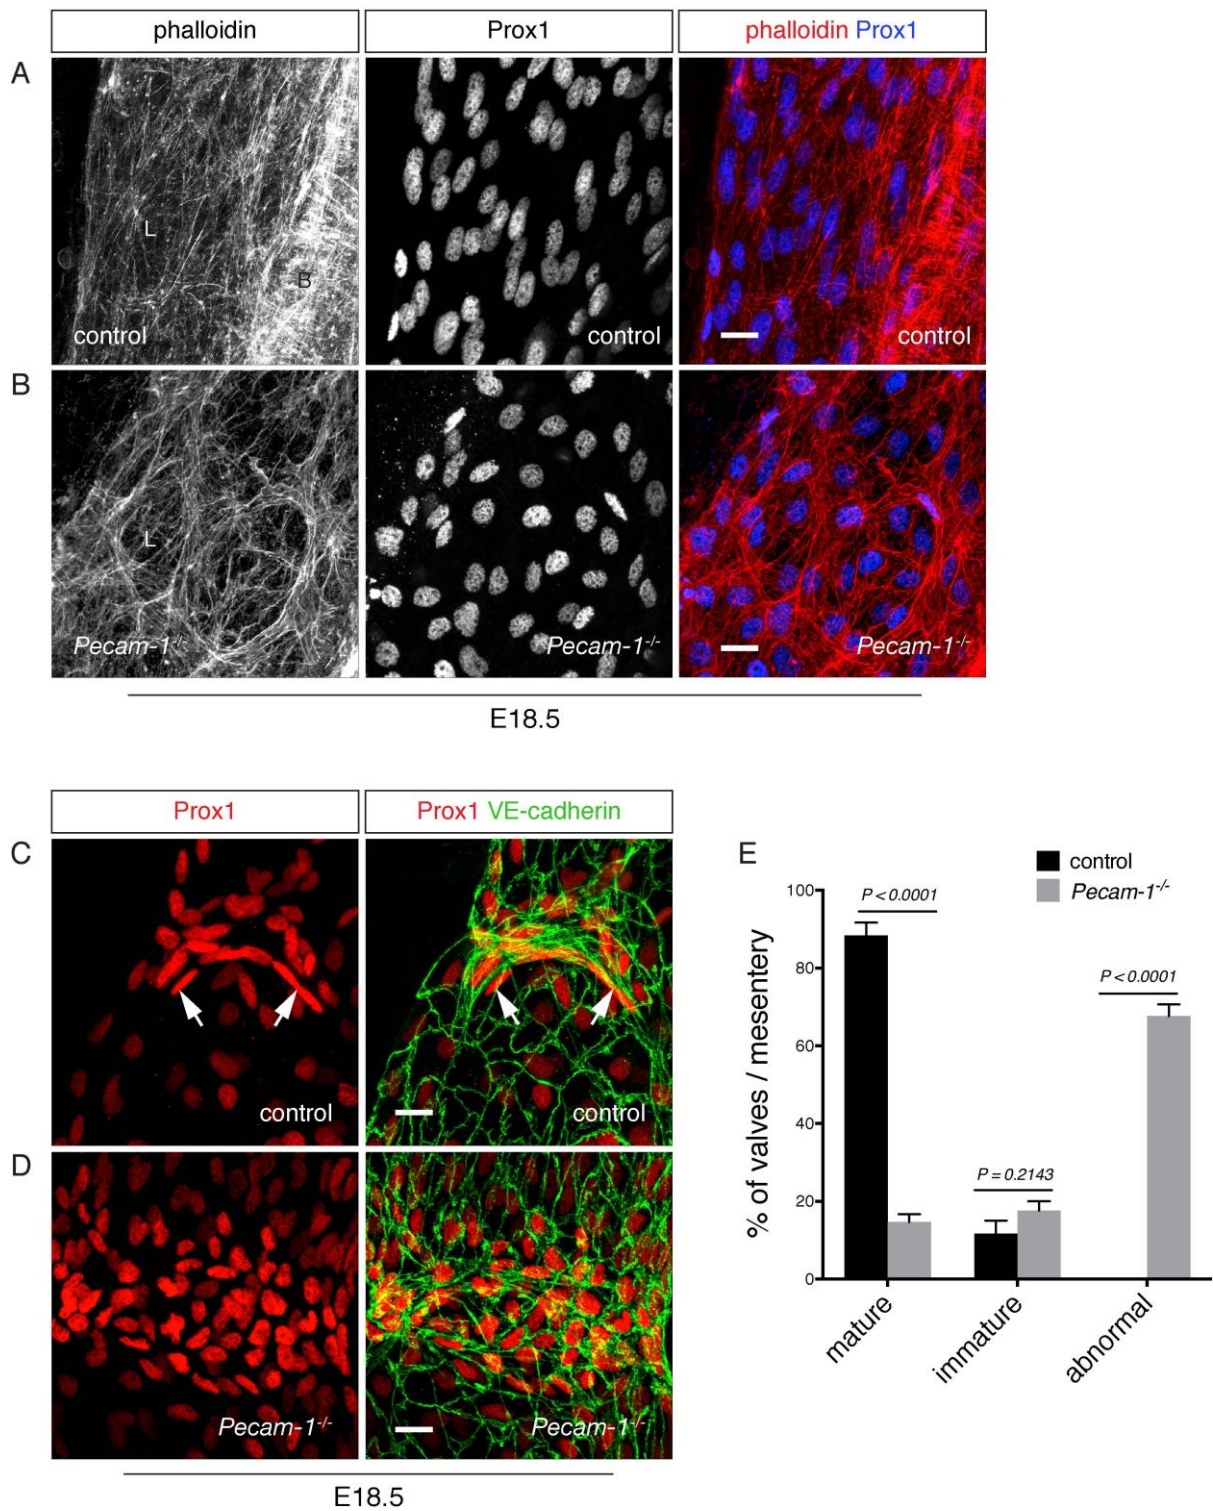 phalloidin
Prox1
phalloidin Prox1
A
L
B
control
control
control
B
L
Pecam-1-/-
Pecam-1-/-
Pecam-1-/-
E18.5
Prox1
Prox1 VE-cadherin
C
control
control
D
Pecam-1-/-
Pecam-1-/-
E18.5
E
control
Pecam-1-/-
% of valves / mesentery
100
80
60
40
20
0
P < 0.0001
P = 0.2143
P < 0.0001
mature
immature
abnormal